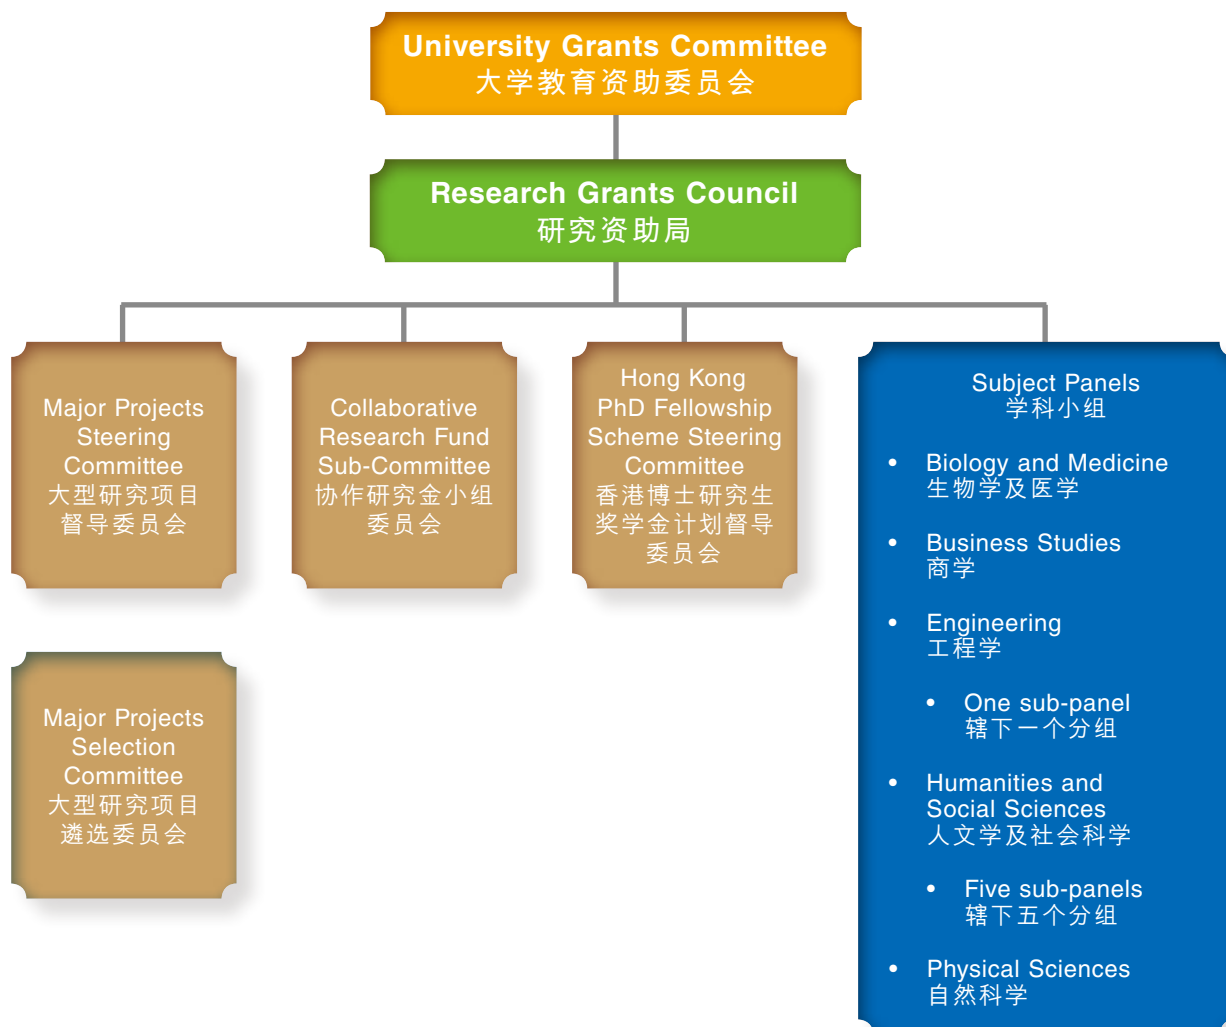 University Grants Committee
大学教育资助委员会
Research Grants Council
研究资助局
Major Projects
Steering
Committee
大型研究项目
督导委员会
Collaborative
Research Fund
Sub-Committee
协作研究金小组
委员会
Hong Kong
PhD Fellowship
Scheme Steering
Committee
香港博士研究生
奖学金计划督导
委员会
Subject Panels
学科小组
• Biology and Medicine
生物学及医学
• Business Studies
商学
• Engineering
工程学
• One sub-panel
辖下一个分组
• Humanities and
Social Sciences
人文学及社会科学
• Five sub-panels
辖下五个分组
• Physical Sciences
自然科学
Major Projects
Selection
Committee
大型研究项目
遴选委员会